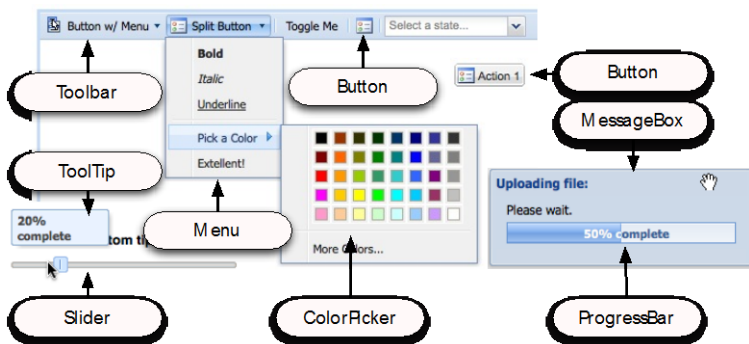 Button w/ Menu
Split Button
Toggle Me
Select a state...
Bold
Italic
Underline
Pick a Color
Extellent!
Toolbar
Button
Action 1
Button
MessageBox
ToolTip
20%
complete
tom tip
Menu
More Colors...
Uploading file:
Please wait.
50% complete
Slider
ColorPicker
ProgressBar